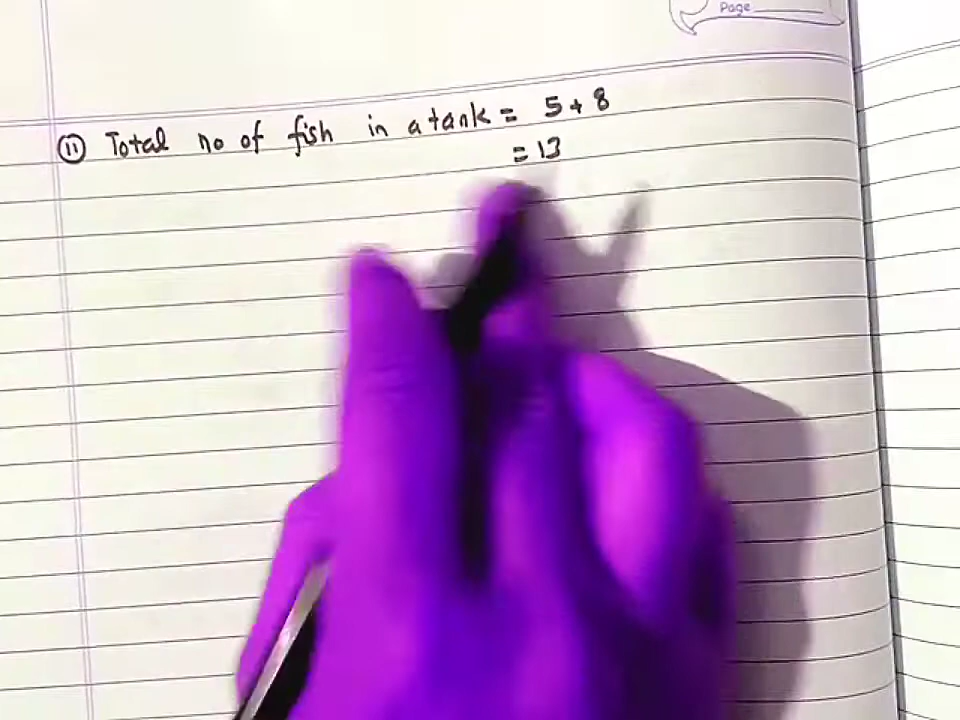 Page
(11) Total no of fish in a tank = 5 + 8
= 13